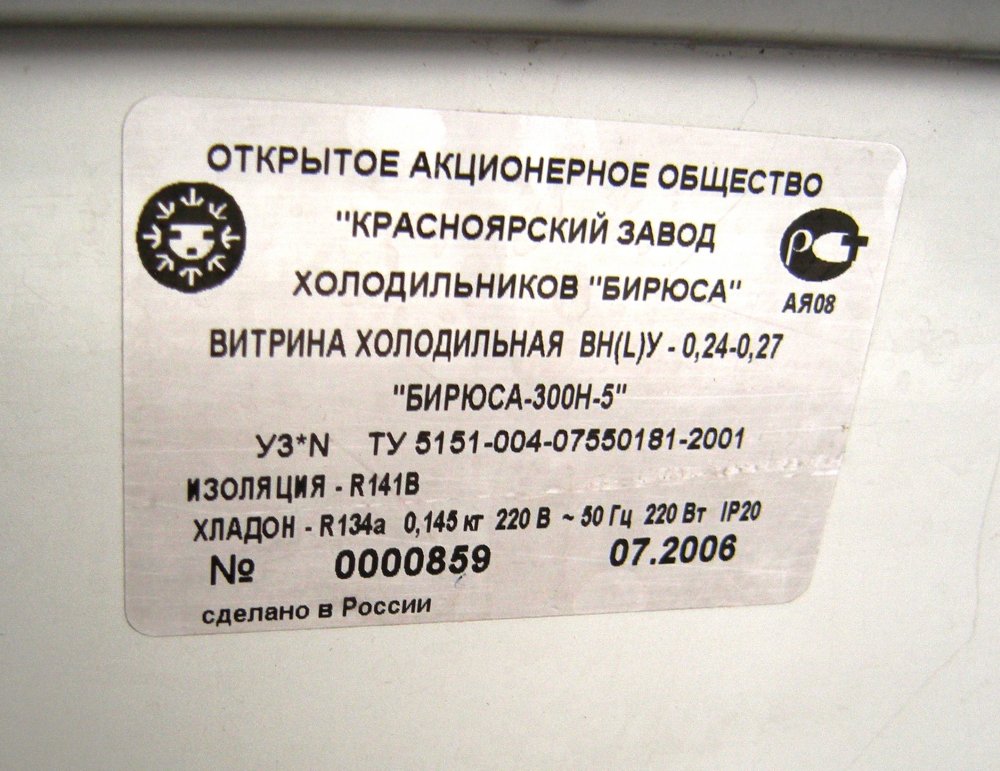 ОТКРЫТОЕ АКЦИОНЕРНОЕ ОБЩЕСТВО
"КРАСНОЯРСКИЙ ЗАВОД
ХОЛОДИЛЬНИКОВ "БИРЮСА"
РСТ
АЯ08
ВИТРИНА ХОЛОДИЛЬНАЯ ВН(L)У - 0,24-0,27
"БИРЮСА-300Н-5"
УЗ*N ТУ 5151-004-07550181-2001
ИЗОЛЯЦИЯ - R141B
ХЛАДОН - R134a 0,145 кг 220 В ~ 50 Гц 220 Вт IP20
№ 0000859 07.2006
сделано в России